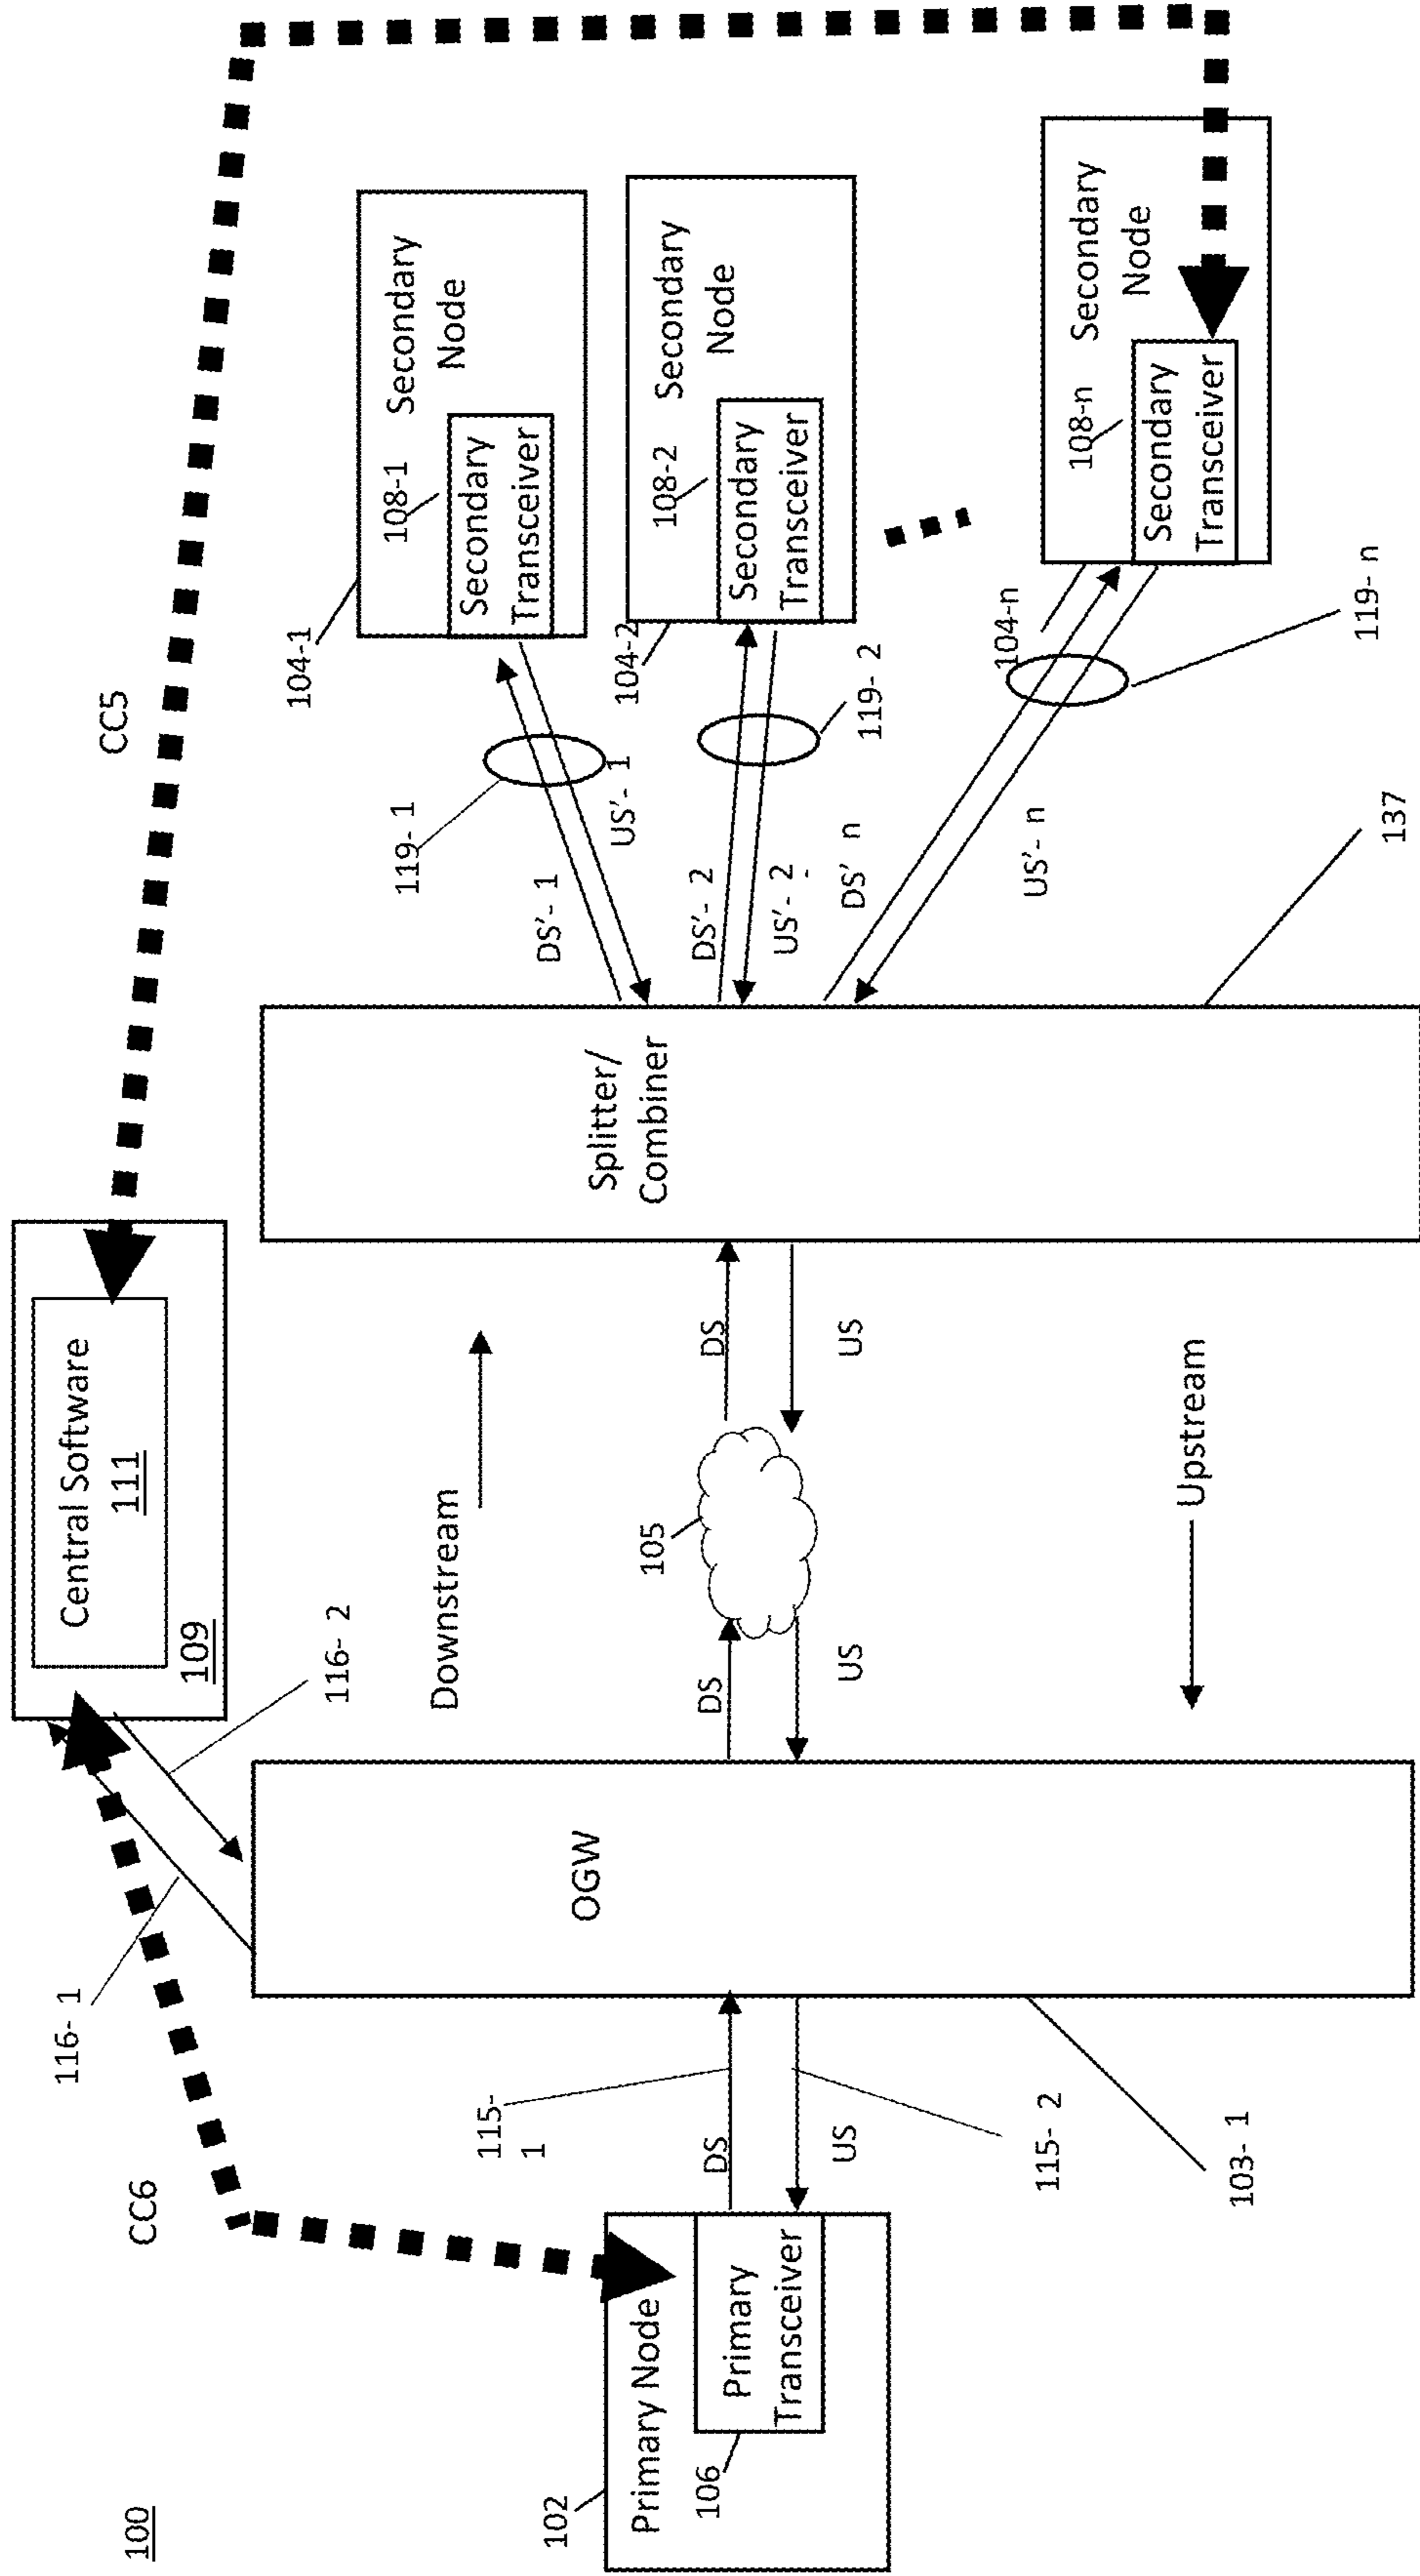 100
CC6
CC5
116- 1
116- 2
Central Software
111
109
Downstream
Upstream
102
Primary Node
106
Primary
Transceiver
DS
US
115-
1
115- 2
103- 1
OGW
DS
US
105
DS
US
Splitter/
Combiner
137
DS'- 1
US'- 1
119- 1
DS'- 2
US'- 2
119- 2
DS' n
US'- n
119- n
104-1
108-1
Secondary
Node
Secondary
Transceiver
104-2
108-2
Secondary
Node
Secondary
Transceiver
104-n
108-n
Secondary
Node
Secondary
Transceiver